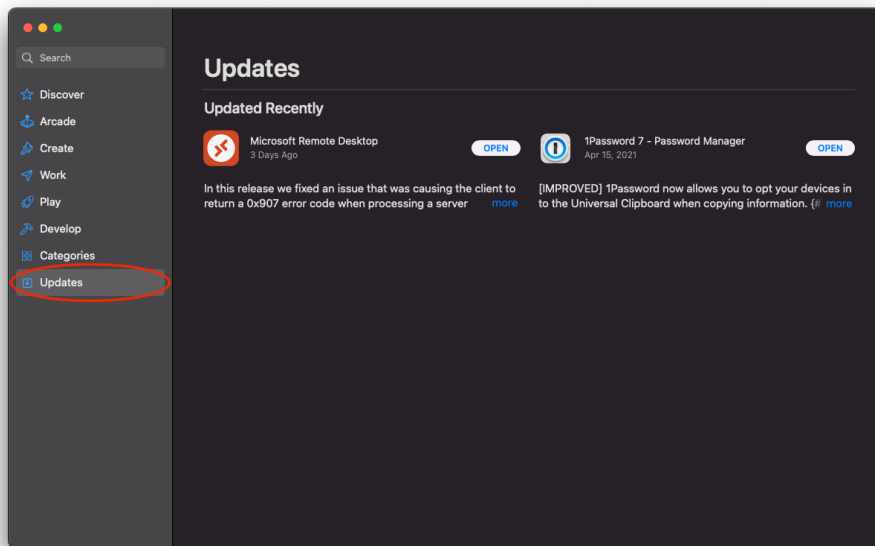 Search
Discover
Arcade
Create
Work
Play
Develop
Categories
Updates
Updates
Updated Recently
Microsoft Remote Desktop
3 Days Ago
OPEN
In this release we fixed an issue that was causing the client to
return a 0x907 error code when processing a server more
1Password 7 - Password Manager
Apr 15, 2021
OPEN
[IMPROVED] 1Password now allows you to opt your devices in
to the Universal Clipboard when copying information. {# more